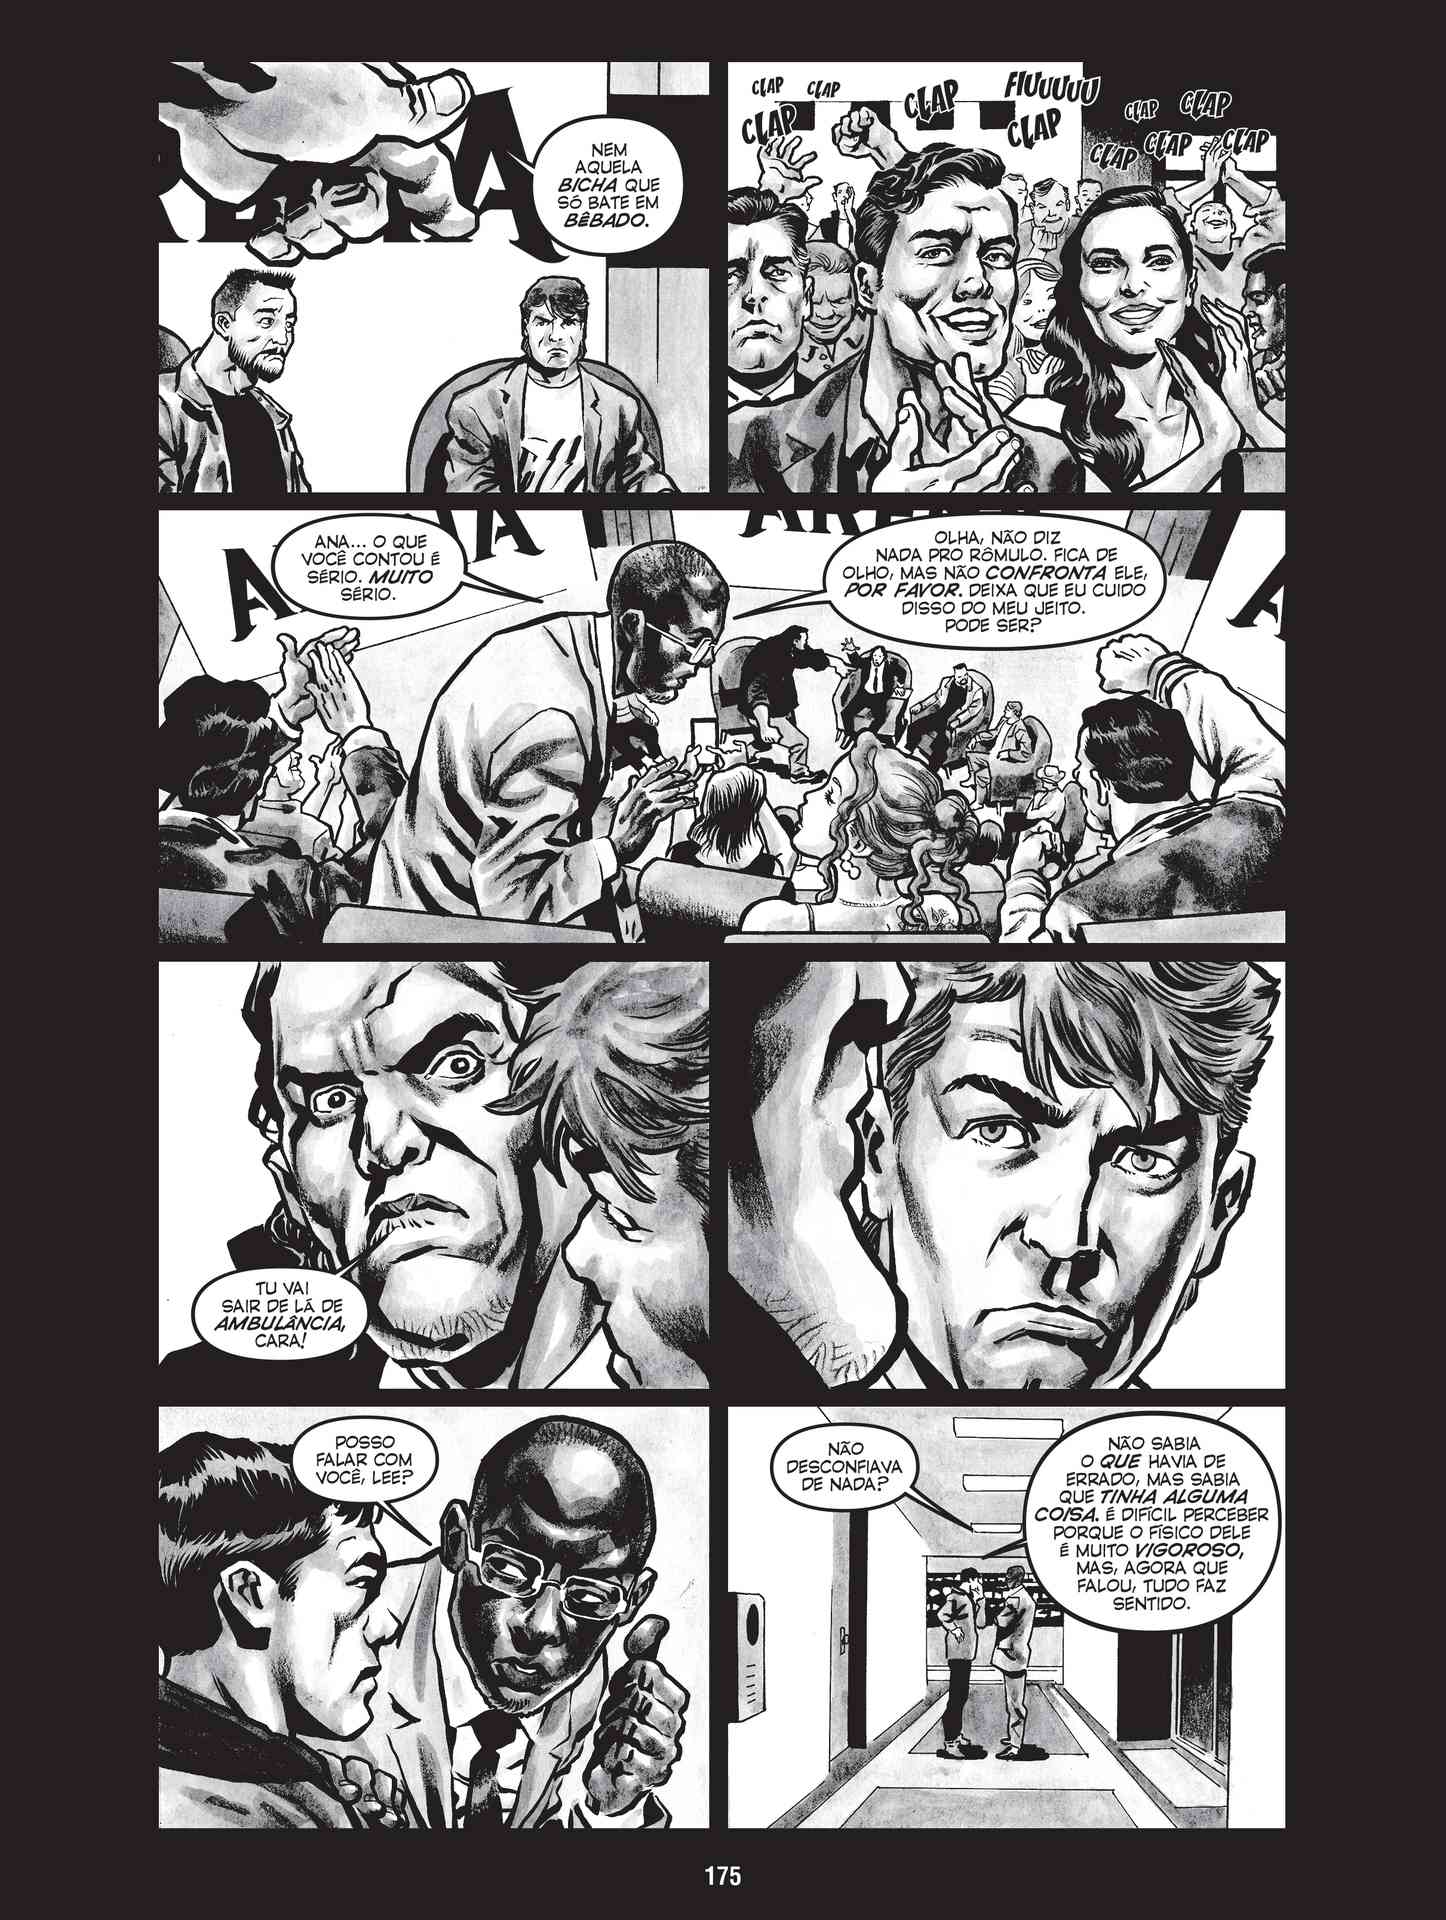 NEM
AQUELA
BICHA QUE
SÓ BATE EM
BÊBADO.
CLAP
CLAP
CLAP
CLAP
FIUUUUU
CLAP
CLAP
CLAP
CLAP
CLAP
CLAP
ANA... O QUE
VOCÊ CONTOU É
SÉRIO. MUITO
SÉRIO.
OLHA, NÃO DIZ
NADA PRO RÔMULO. FICA DE
OLHO, MAS NÃO CONFRONTA ELE,
POR FAVOR. DEIXA QUE EU CUIDO
DISSO DO MEU JEITO.
PODE SER?
TU VAI
SAIR DE LÁ DE
AMBULÂNCIA,
CARA!
POSSO
FALAR COM
VOCÊ, LEE?
NÃO
DESCONFIAVA
DE NADA?
NÃO SABIA
O QUE HAVIA DE
ERRADO, MAS SABIA
QUE TINHA ALGUMA
COISA. É DIFÍCIL PERCEBER
PORQUE O FÍSICO DELE
É MUITO VIGOROSO,
MAS, AGORA QUE
FALOU, TUDO FAZ
SENTIDO.
175